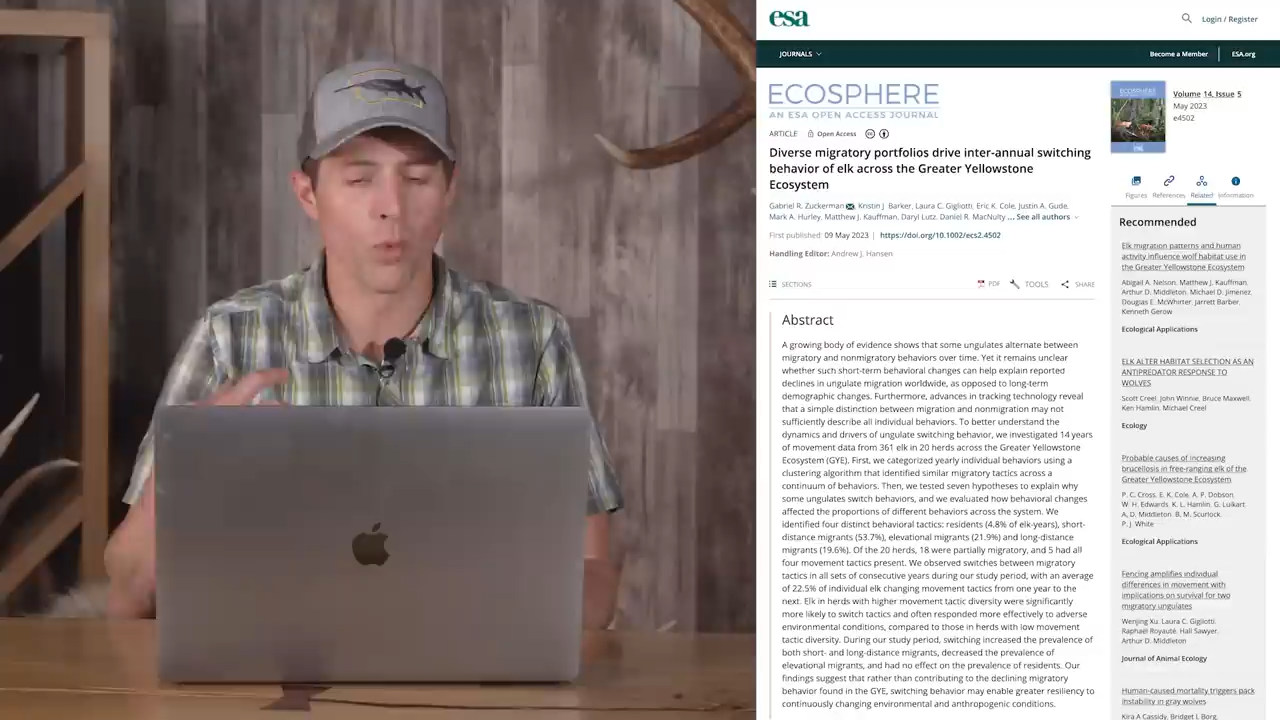 esa
Login / Register
JOURNALS
Become a Member
ESA.org
ECOSPHERE
AN ESA OPEN ACCESS JOURNAL
ARTICLE Open Access
Diverse migratory portfolios drive inter-annual switching
behavior of elk across the Greater Yellowstone
Ecosystem
Gabriel R. Zuckerman, Kristin J Barker, Laura C. Gigliotti, Eric K. Cole, Justin A. Gude,
Mark A. Hurley, Matthew J. Kauffman, Daryl Lutz, Daniel R. MacNulty ... See all authors
First published: 09 May 2023 | https://doi.org/10.1002/ecs2.4502
Handling Editor: Andrew J. Hansen
SECTIONS
PDF
TOOLS
SHARE
Abstract
A growing body of evidence shows that some ungulates alternate between
migratory and nonmigratory behaviors over time. Yet it remains unclear
whether such short-term behavioral changes can help explain reported
declines in ungulate migration worldwide, as opposed to long-term
demographic changes. Furthermore, advances in tracking technology reveal
that a simple distinction between migration and nonmigration may not
sufficiently describe all individual behaviors. To better understand the
dynamics and drivers of ungulate switching behavior, we investigated 14 years
of movement data from 361 elk in 20 herds across the Greater Yellowstone
Ecosystem (GYE). First, we categorized yearly individual behaviors using a
clustering algorithm that identified similar migratory tactics across a
continuum of behaviors. Then, we tested seven hypotheses to explain why
some ungulates switch behaviors, and we evaluated how behavioral changes
affected the proportions of different behaviors across the system. We
identified four distinct behavioral tactics: residents (4.8% of elk-years), short-
distance migrants (53.7%), elevational migrants (21.9%) and long-distance
migrants (19.6%). Of the 20 herds, 18 were partially migratory, and 5 had all
four movement tactics present. We observed switches between migratory
tactics in all sets of consecutive years during our study period, with an average
of 22.5% of individual elk changing movement tactics from one year to the
next. Elk in herds with higher movement tactic diversity were significantly
more likely to switch tactics and often responded more effectively to adverse
environmental conditions, compared to those in herds with low movement
tactic diversity. During our study period, switching increased the prevalence of
both short- and long-distance migrants, decreased the prevalence of
elevational migrants, and had no effect on the prevalence of residents. Our
findings suggest that rather than contributing to the declining migratory
behavior found in the GYE, switching behavior may enable greater resiliency to
continuously changing environmental and anthropogenic conditions.
ECOSPHERE
Volume 14, Issue 5
May 2023
e4502
Figures
References
Related
Information
Recommended
Elk migration patterns and human
activity influence wolf habitat use in
the Greater Yellowstone Ecosystem
Abigail A. Nelson, Matthew J. Kauffman,
Arthur D. Middleton, Michael D. Jimenez,
Douglas E. McWhirter, Jarrett Barber,
Kenneth Gerow
Ecological Applications
ELK ALTER HABITAT SELECTION AS AN
ANTIPREDATOR RESPONSE TO
WOLVES
Scott Creel, John Winnie, Bruce Maxwell,
Ken Hamlin, Michael Creel
Ecology
Probable causes of increasing
brucellosis in free-ranging elk of the
Greater Yellowstone Ecosystem
P. C. Cross, E. K. Cole, A. P. Dobson,
W. H. Edwards, K. L. Hamlin, G. Luikart,
A. D. Middleton, B. M. Scurlock,
P. J. White
Ecological Applications
Fencing amplifies individual
differences in movement with
implications on survival for two
migratory ungulates
Wenjing Xu, Laura C. Gigliotti,
Raphaël Royauté, Hall Sawyer,
Arthur D. Middleton
Journal of Animal Ecology
Human-caused mortality triggers pack
instability in gray wolves
Kira A Cassidy, Bridget L Borg,